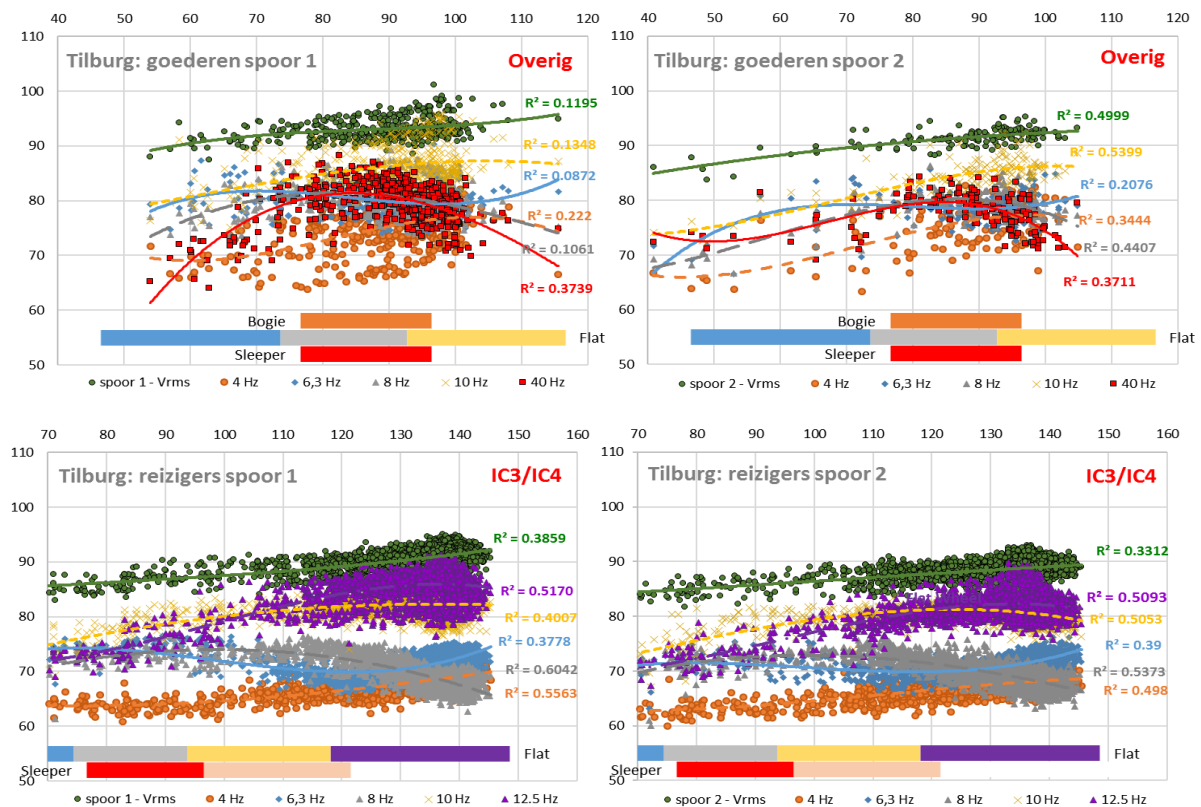 20 30 40 50 60 70 80 90 100 110 120
110 100 90 80 70 60 50
Tilburg: goederen spoor 1
Overig
R² = 0.1195
R² = 0.1348
R² = 0.0872
R² = 0.222
R² = 0.1061
R² = 0.3739
Bogie
Flat
Sleeper
spoor 1 - Vrms 4 Hz 6,3 Hz 8 Hz 10 Hz 40 Hz
40 50 60 70 80 90 100 110 120
110 100 90 80 70 60 50
Tilburg: goederen spoor 2
Overig
R² = 0.4999
R² = 0.5399
R² = 0.2076
R² = 0.3444
R² = 0.4407
R² = 0.3711
Bogie
Flat
Sleeper
spoor 2 - Vrms 4 Hz 6,3 Hz 8 Hz 10 Hz 40 Hz
70 80 90 100 110 120 130 140 150 160
110 100 90 80 70 60 50
Tilburg: reizigers spoor 1
IC3/IC4
R² = 0.3859
R² = 0.5170
R² = 0.4007
R² = 0.3778
R² = 0.6042
R² = 0.5563
Flat
Sleeper
spoor 1 - Vrms 4 Hz 6,3 Hz 8 Hz 10 Hz 12.5 Hz
70 80 90 100 110 120 130 140 150 160
110 100 90 80 70 60 50
Tilburg: reizigers spoor 2
IC3/IC4
R² = 0.3312
R² = 0.5093
R² = 0.5053
R² = 0.39
R² = 0.5373
R² = 0.498
Flat
Sleeper
spoor 2 - Vrms 4 Hz 6,3 Hz 8 Hz 10 Hz 12.5 Hz